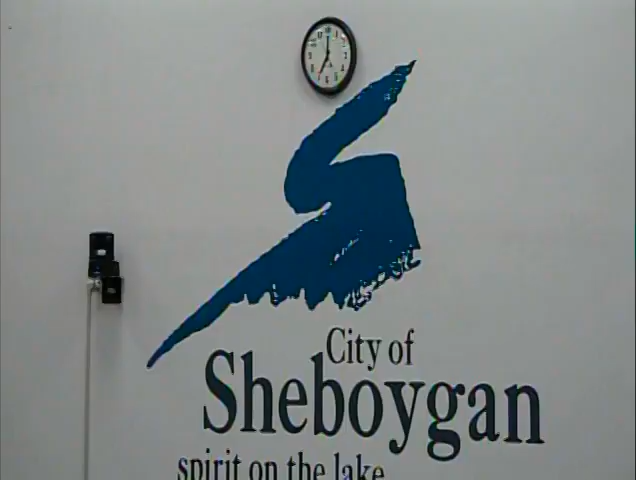 City of
Sheboygan
spirit on the lake